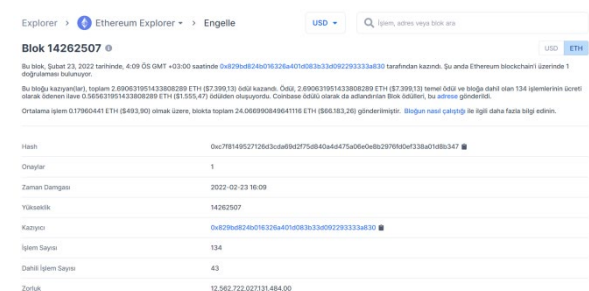 Explorer > Ethereum Explorer > Engelle
USD
İşlem, adres veya blok ara
Blok 14262507
USD ETH
Bu blok, Şubat 23, 2022 tarihinde, 4:09 ÖS GMT +03:00 saatinde 0x829bd824b016326a401d083b33d092293333a830 tarafından kazındı. Şu anda Ethereum blockchain'i üzerinde 1
doğrulaması bulunuyor.
Bu bloğu kazıyan(lar), toplam 2.690631951433808289 ETH ($7.399,13) ödül kazandı. Ödül, 2.690631951433808289 ETH ($7.399,13) temel ödül ve bloğa dahil olan 134 işlemlerinin ücreti
olarak ödenen ilave 0.565631951433808289 ETH ($1.555,47) ödülden oluşuyordu. Coinbase ödülü olarak da adlandırılan Blok ödülleri, bu adrese gönderildi.
Ortalama işlem 0.17960441 ETH ($493,90) olmak üzere, blokta toplam 24.066990849641116 ETH ($66.183,26) gönderilmiştir. Bloğun nasıl çalıştığı ile ilgili daha fazla bilgi edinin.
Hash 0xc7f8149527126d3cda69d2f75d840a4d475a06e0e8b2976fd0ef338a01d8b347
Onaylar 1
Zaman Damgası 2022-02-23 16:09
Yükseklik 14262507
Kazıyıcı 0x829bd824b016326a401d083b33d092293333a830
İşlem Sayısı 134
Dahili İşlem Sayısı 43
Zorluk 12.562.722.027.131.484,00